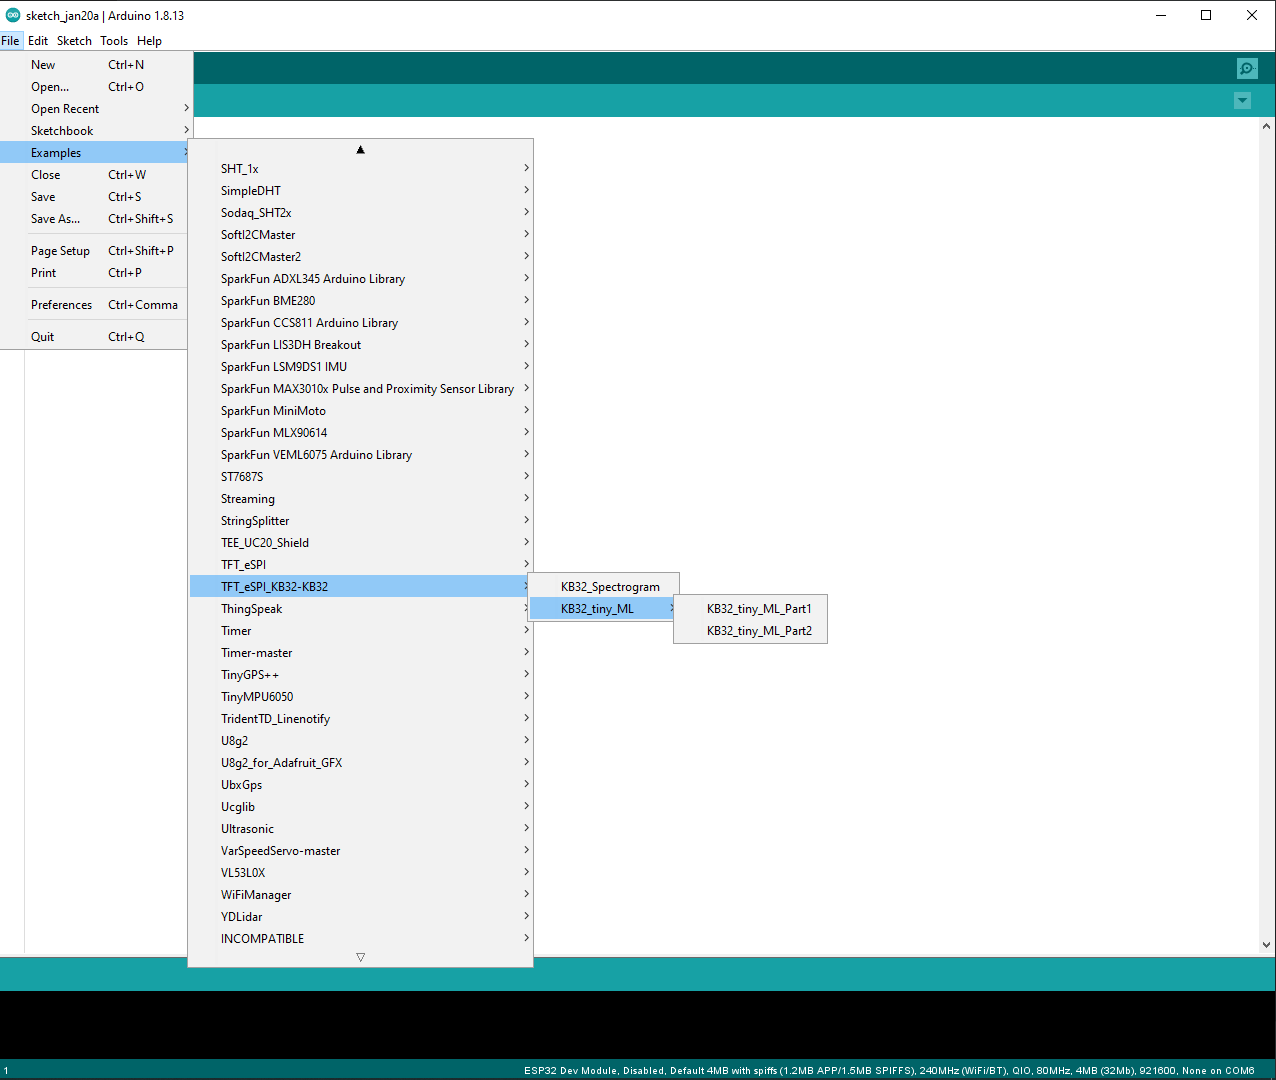 sketch_jan20a | Arduino 1.8.13
File Edit Sketch Tools Help
New Ctrl+N
Open... Ctrl+O
Open Recent
Sketchbook
Examples
Close Ctrl+W
Save Ctrl+S
Save As... Ctrl+Shift+S
Page Setup Ctrl+Shift+P
Print Ctrl+P
Preferences Ctrl+Comma
Quit Ctrl+Q
SHT_1x
SimpleDHT
Sodaq_SHT2x
SoftI2CMaster
SoftI2CMaster2
SparkFun ADXL345 Arduino Library
SparkFun BME280
SparkFun CCS811 Arduino Library
SparkFun LIS3DH Breakout
SparkFun LSM9DS1 IMU
SparkFun MAX3010x Pulse and Proximity Sensor Library
SparkFun MiniMoto
SparkFun MLX90614
SparkFun VEML6075 Arduino Library
ST7687S
Streaming
StringSplitter
TEE_UC20_Shield
TFT_eSPI
TFT_eSPI_KB32-KB32
ThingSpeak
Timer
Timer-master
TinyGPS++
TinyMPU6050
TridentTD_Linenotify
U8g2
U8g2_for_Adafruit_GFX
UbxGps
Ucglib
Ultrasonic
VarSpeedServo-master
VL53L0X
WiFiManager
YDLidar
INCOMPATIBLE
KB32_Spectrogram
KB32_tiny_ML
KB32_tiny_ML_Part1
KB32_tiny_ML_Part2
1 ESP32 Dev Module, Disabled, Default 4MB with spiffs (1.2MB APP/1.5MB SPIFFS), 240MHz (WiFi/BT), QIO, 80MHz, 4MB (32Mb), 921600, None on COM6